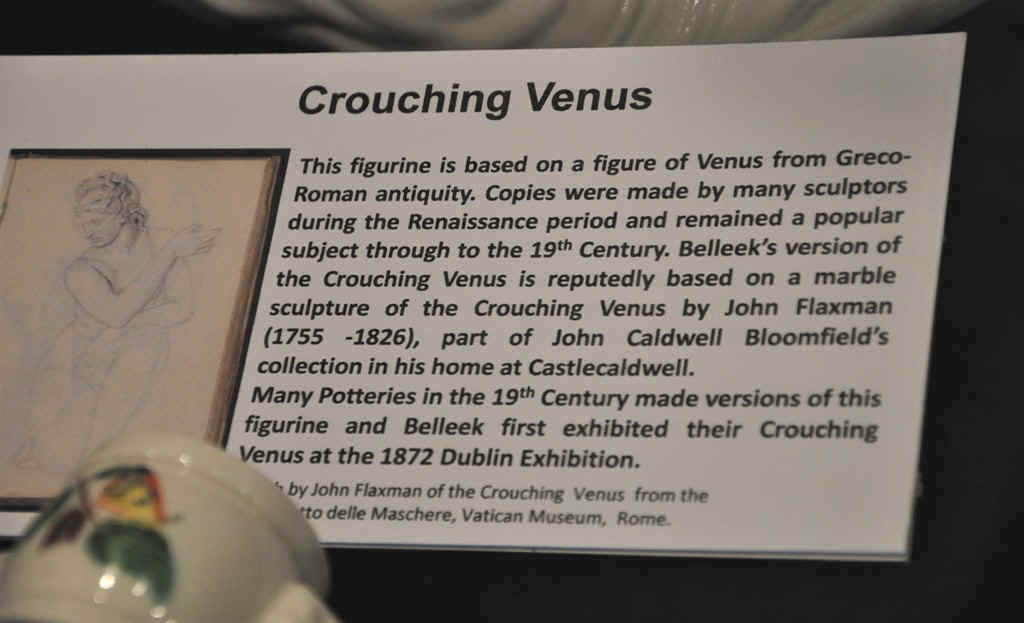 Crouching Venus
This figurine is based on a figure of Venus from Greco-
Roman antiquity. Copies were made by many sculptors
during the Renaissance period and remained a popular
subject through to the 19th Century. Belleek's version of
the Crouching Venus is reputedly based on a marble
sculpture of the Crouching Venus by John Flaxman
(1755 -1826), part of John Caldwell Bloomfield's
collection in his home at Castlecaldwell.
Many Potteries in the 19th Century made versions of this
figurine and Belleek first exhibited their Crouching
Venus at the 1872 Dublin Exhibition.
by John Flaxman of the Crouching Venus from the
delle Maschere, Vatican Museum, Rome.